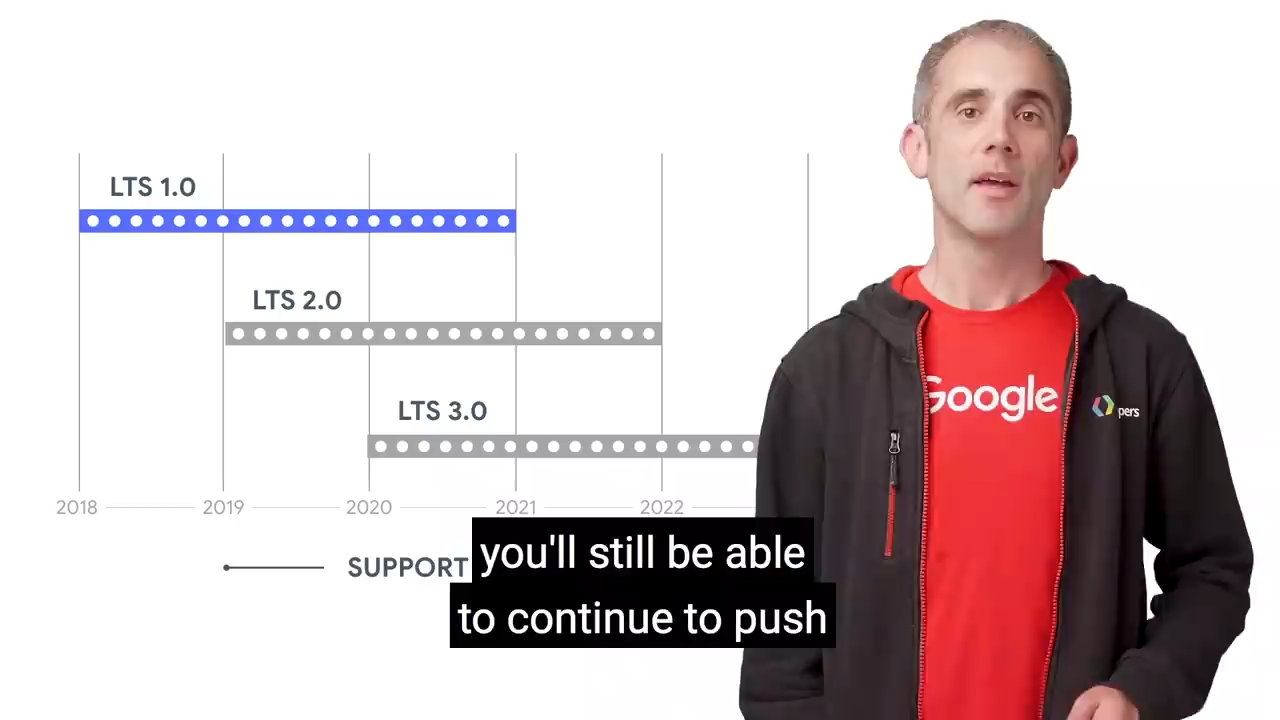 LTS 1.0
LTS 2.0
LTS 3.0
2018 2019 2020 2021 2022
SUPPORT
you'll still be able
to continue to push
Google
pers